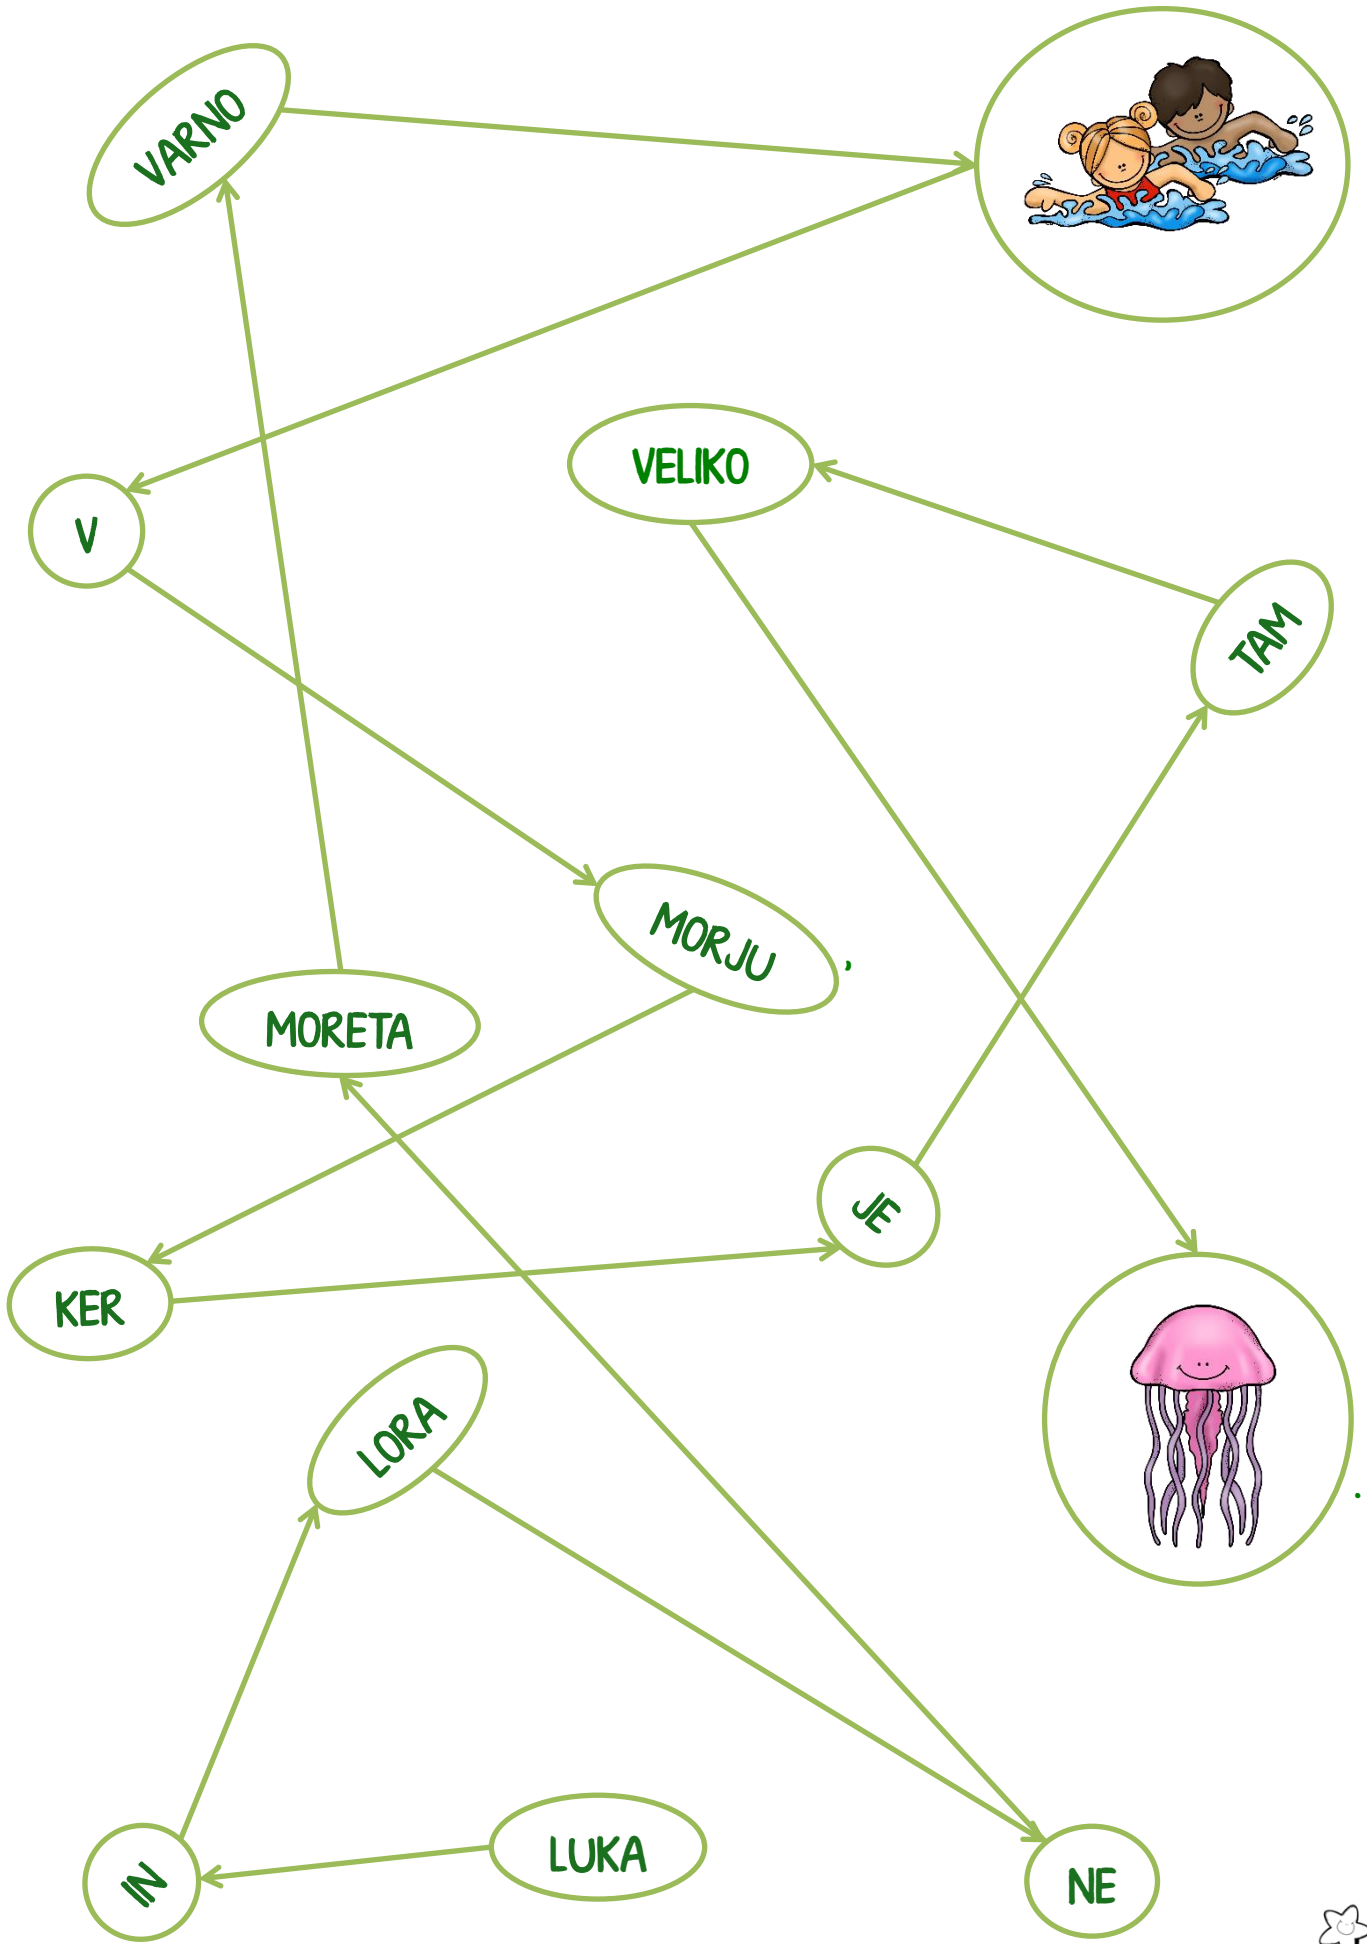 VARNO
V
VELIKO
TAM
MORJU ,
MORETA
JE
KER
LORA
.
IN
LUKA
NE